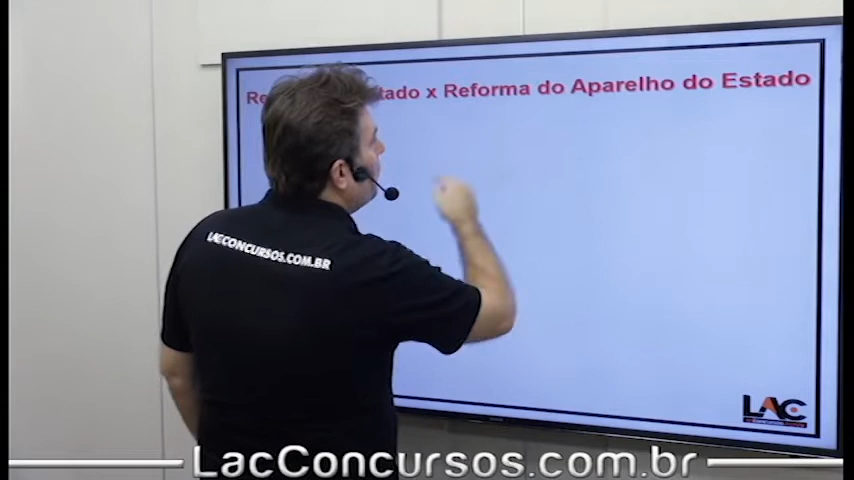 Re tado x Reforma do Aparelho do Estado
LACCONCURSOS.COM.BR
LAC
LacConcursos.com.br